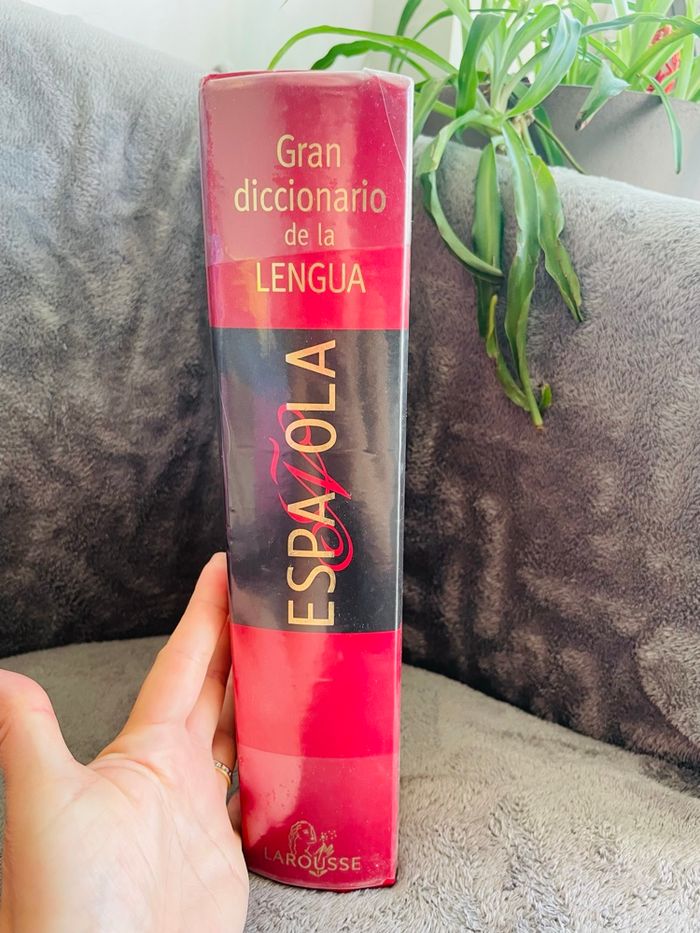 Gran
diccionario
de la
LENGUA
ESPAÑOLA
LAROUSSE